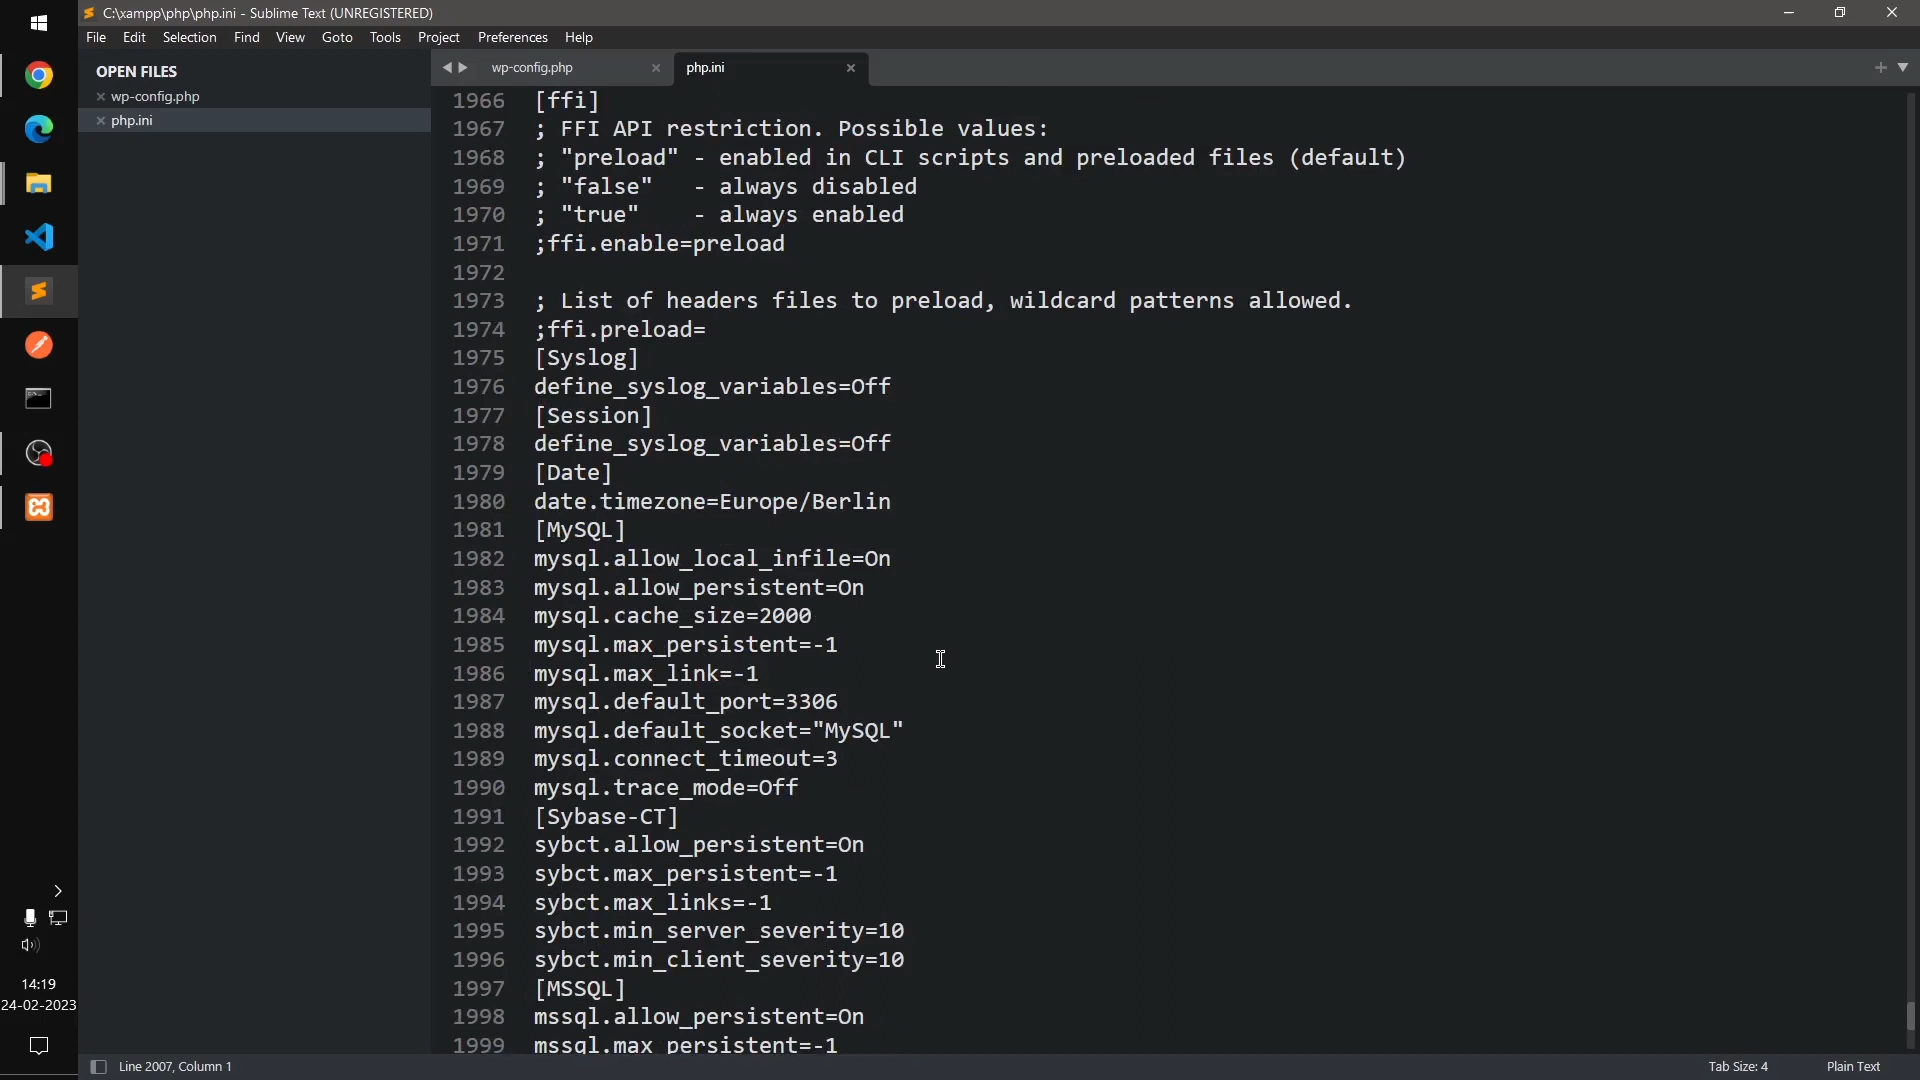 C:\xampp\php\php.ini - Sublime Text (UNREGISTERED)
File Edit Selection Find View Goto Tools Project Preferences Help
OPEN FILES
wp-config.php
php.ini
wp-config.php
php.ini
1966 [ffi]
1967 ; FFI API restriction. Possible values:
1968 ; "preload" - enabled in CLI scripts and preloaded files (default)
1969 ; "false"   - always disabled
1970 ; "true"    - always enabled
1971 ;ffi.enable=preload
1972
1973 ; List of headers files to preload, wildcard patterns allowed.
1974 ;ffi.preload=
1975 [Syslog]
1976 define_syslog_variables=Off
1977 [Session]
1978 define_syslog_variables=Off
1979 [Date]
1980 date.timezone=Europe/Berlin
1981 [MySQL]
1982 mysql.allow_local_infile=On
1983 mysql.allow_persistent=On
1984 mysql.cache_size=2000
1985 mysql.max_persistent=-1
1986 mysql.max_link=-1
1987 mysql.default_port=3306
1988 mysql.default_socket="MySQL"
1989 mysql.connect_timeout=3
1990 mysql.trace_mode=Off
1991 [Sybase-CT]
1992 sybct.allow_persistent=On
1993 sybct.max_persistent=-1
1994 sybct.max_links=-1
1995 sybct.min_server_severity=10
1996 sybct.min_client_severity=10
1997 [MSSQL]
1998 mssql.allow_persistent=On
1999 mssql.max_persistent=-1
14:19
24-02-2023
Line 2007, Column 1
Tab Size: 4
Plain Text